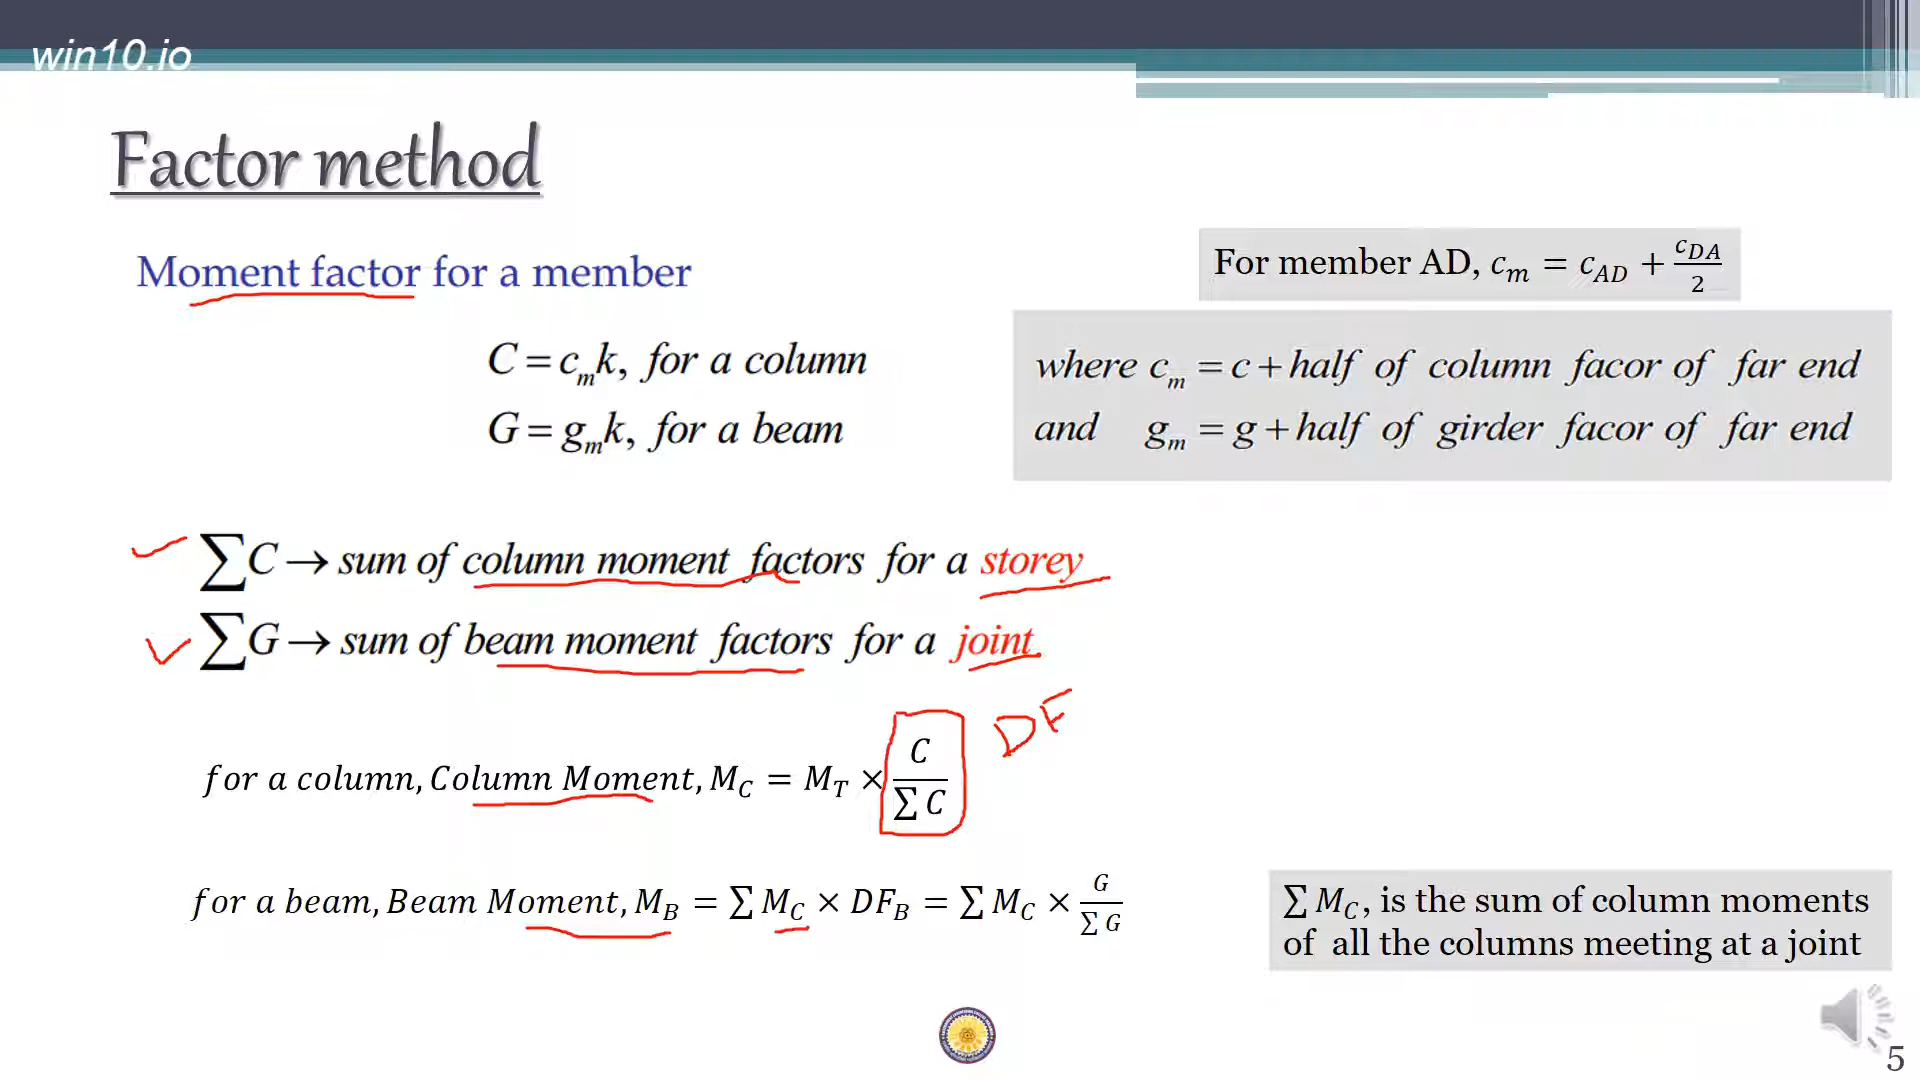 win10.io
Factor method
Moment factor for a member
For member AD, c_m = c_AD + c_DA/2
C = c_m k, for a column
G = g_m k, for a beam
where c_m = c + half of column facor of far end
and g_m = g + half of girder facor of far end
∑C → sum of column moment factors for a storey
∑G → sum of beam moment factors for a joint
DF
for a column, Column Moment, M_C = M_T × C/∑C
for a beam, Beam Moment, M_B = ∑ M_C × DF_B = ∑ M_C × G/∑G
∑ M_C, is the sum of column moments
of all the columns meeting at a joint
5